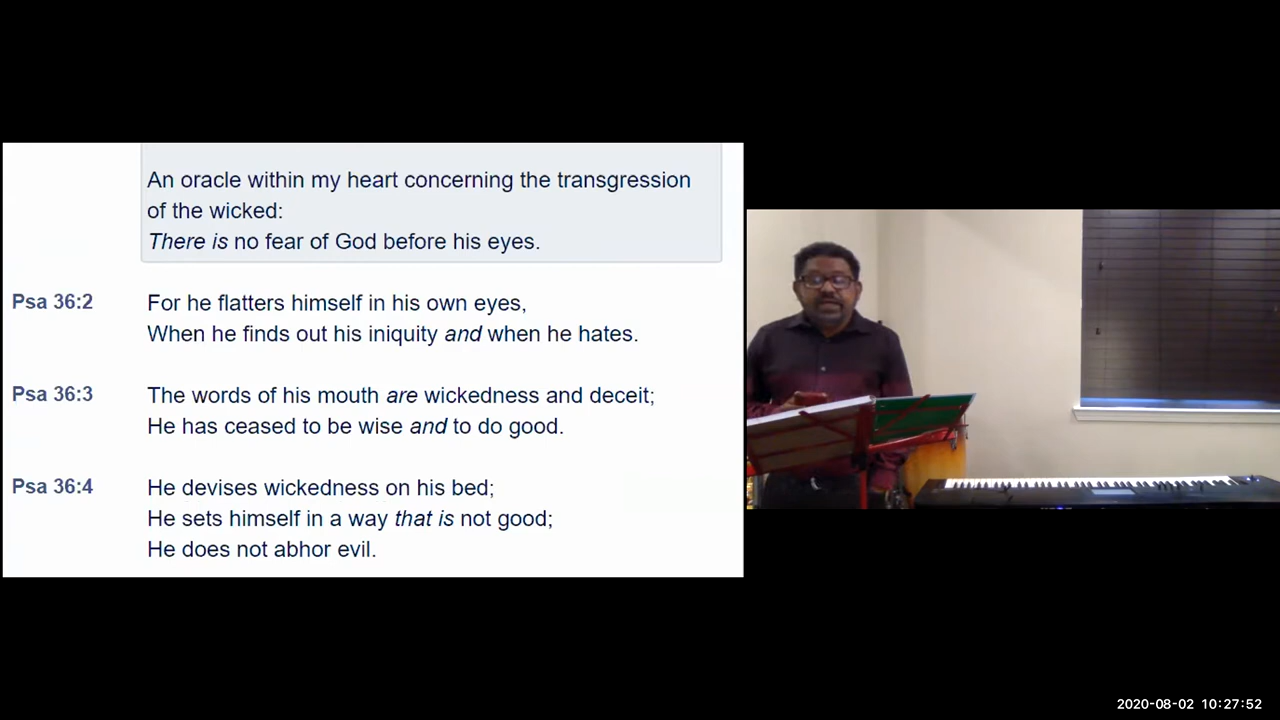 An oracle within my heart concerning the transgression
of the wicked:
There is no fear of God before his eyes.
Psa 36:2 For he flatters himself in his own eyes,
When he finds out his iniquity and when he hates.
Psa 36:3 The words of his mouth are wickedness and deceit;
He has ceased to be wise and to do good.
Psa 36:4 He devises wickedness on his bed;
He sets himself in a way that is not good;
He does not abhor evil.
2020-08-02 10:27:52